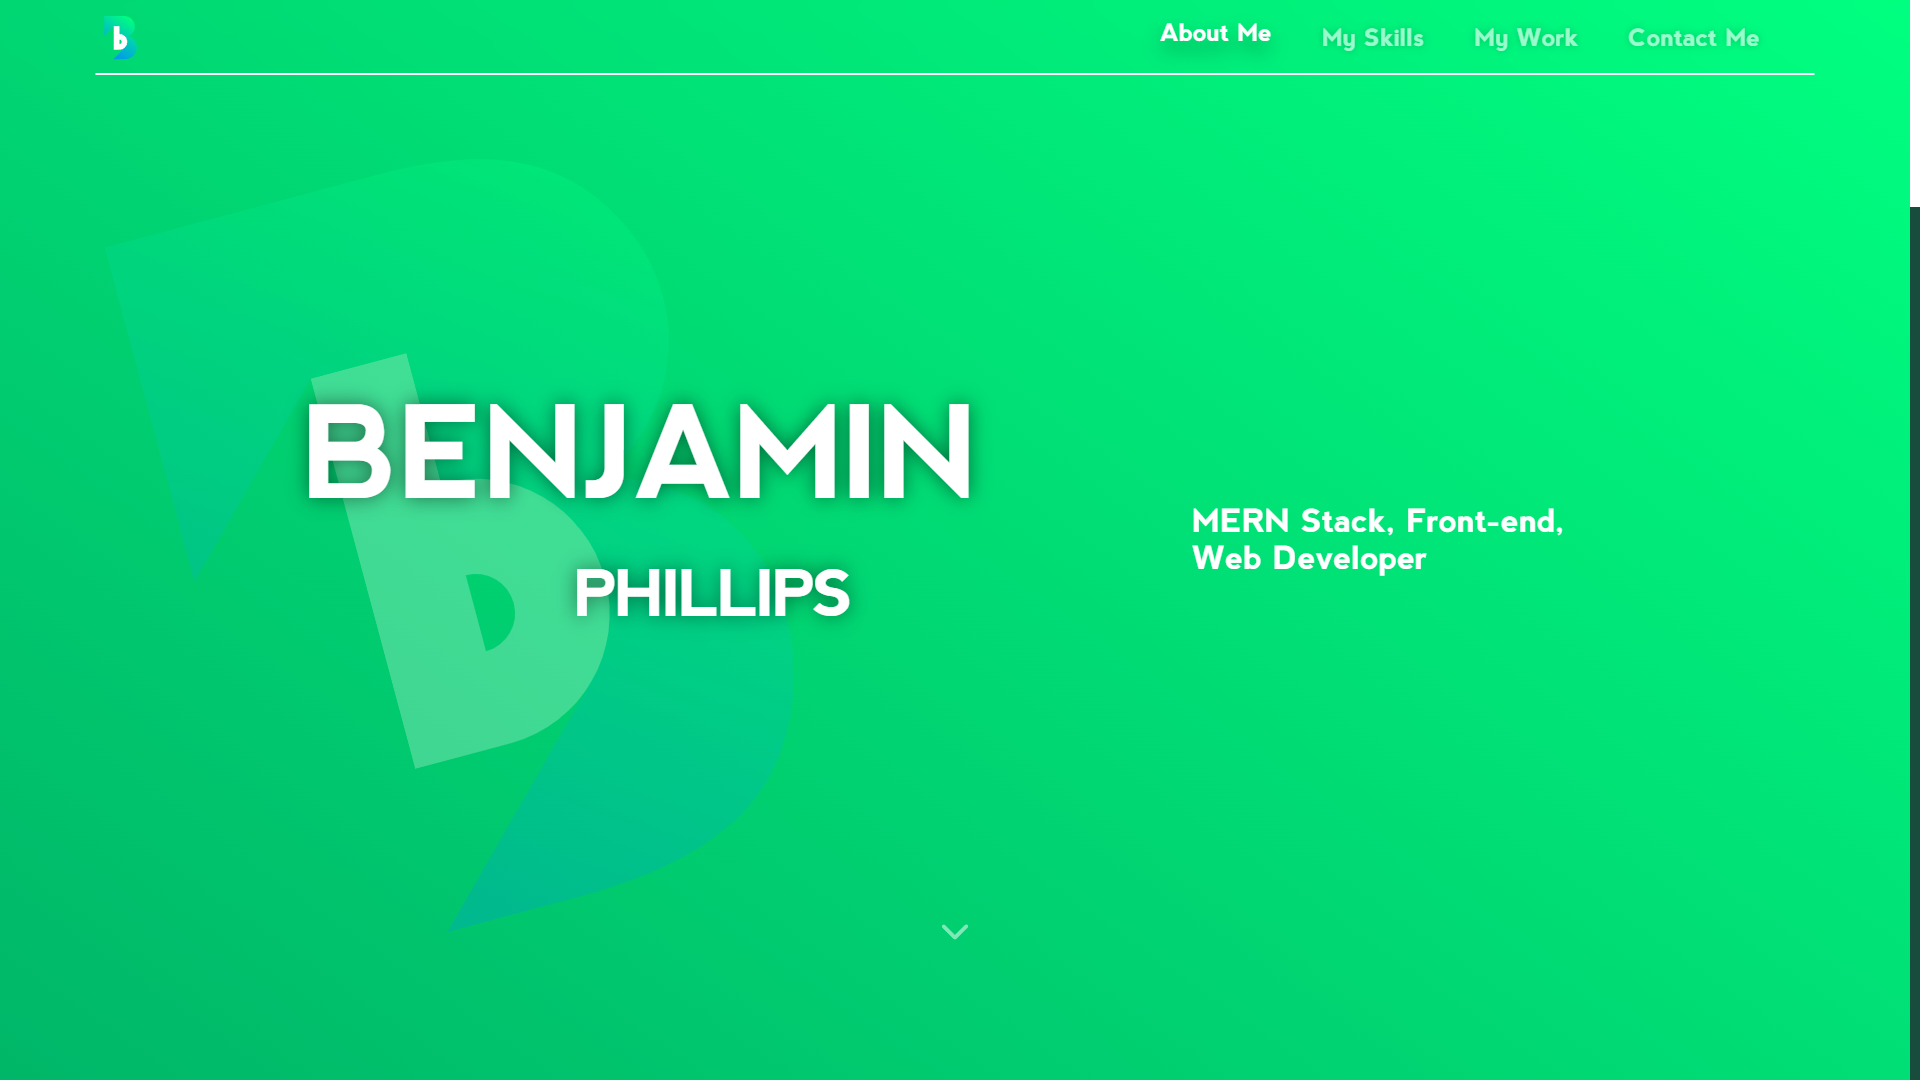 b
About Me
My Skills
My Work
Contact Me
BENJAMIN
PHILLIPS
MERN Stack, Front-end,
Web Developer